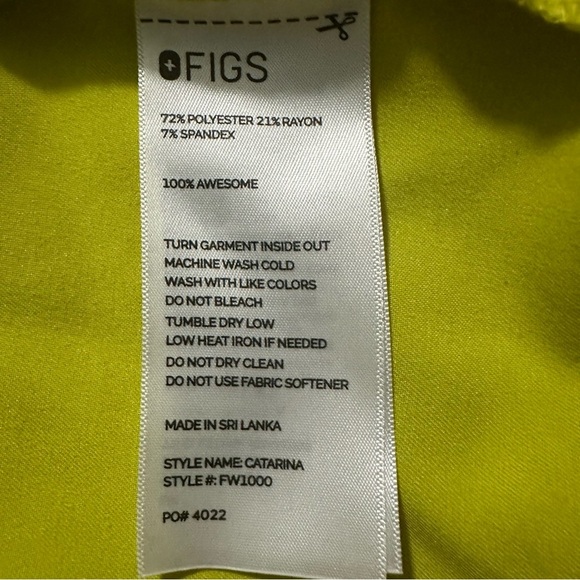 FIGS
72% POLYESTER 21% RAYON
7% SPANDEX
100% AWESOME
TURN GARMENT INSIDE OUT
MACHINE WASH COLD
WASH WITH LIKE COLORS
DO NOT BLEACH
TUMBLE DRY LOW
LOW HEAT IRON IF NEEDED
DO NOT DRY CLEAN
DO NOT USE FABRIC SOFTENER
MADE IN SRI LANKA
STYLE NAME: CATARINA
STYLE #: FW1000
PO# 4022